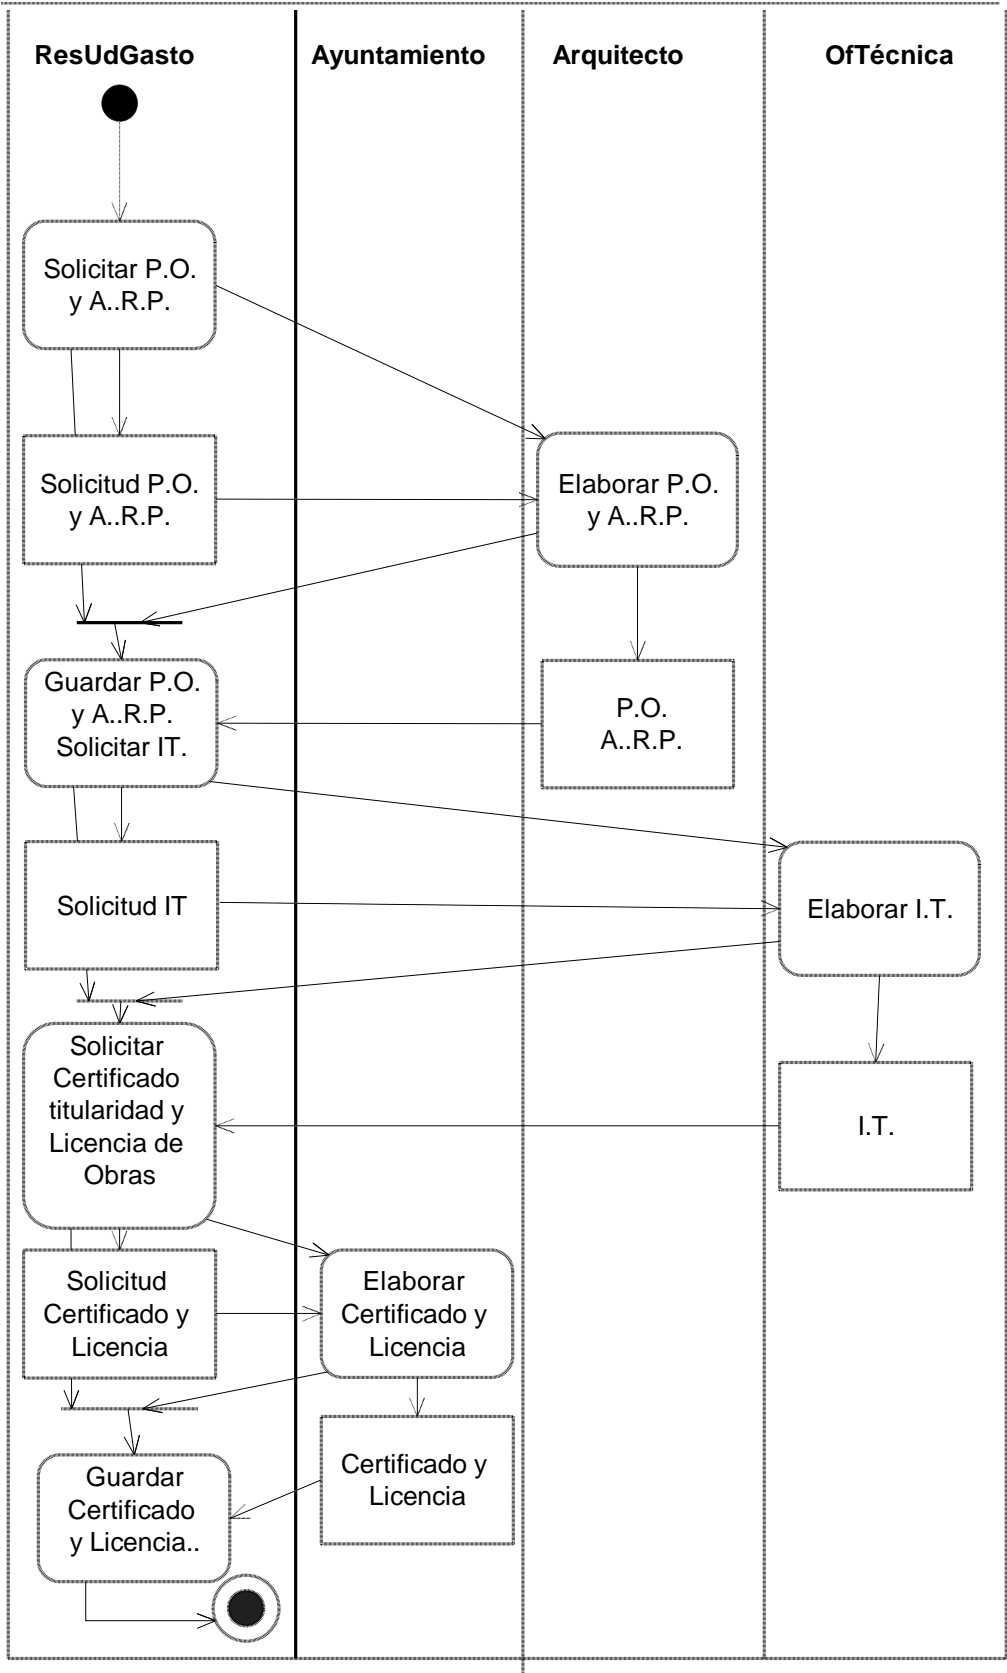 ResUdGasto
Ayuntamiento
Arquitecto
OfTécnica
Solicitar P.O.
y A..R.P.
Solicitud P.O.
y A..R.P.
Elaborar P.O.
y A..R.P.
Guardar P.O.
y A..R.P.
Solicitar IT.
P.O.
A..R.P.
Solicitud IT
Elaborar I.T.
Solicitar
Certificado
titularidad y
Licencia de
Obras
I.T.
Solicitud
Certificado y
Licencia
Elaborar
Certificado y
Licencia
Guardar
Certificado
y Licencia..
Certificado y
Licencia